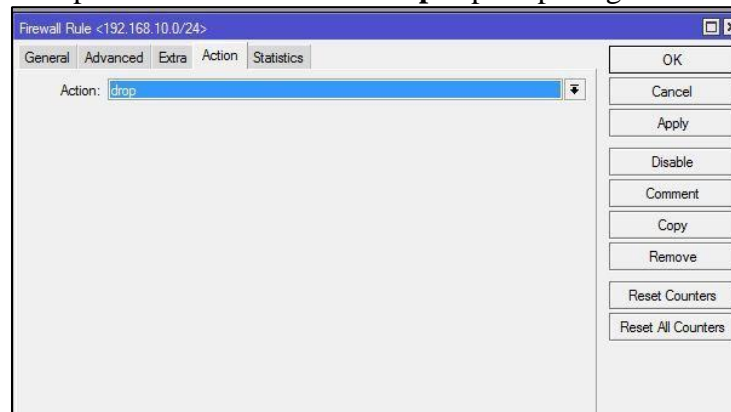 Firewall Rule <192.168.10.0/24>
General Advanced Extra Action Statistics
Action: drop
OK
Cancel
Apply
Disable
Comment
Copy
Remove
Reset Counters
Reset All Counters